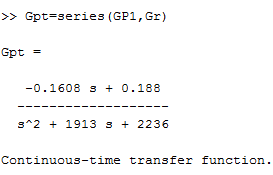 >> Gpt=series(GP1,Gr)
Gpt =
-0.1608 s + 0.188
-------------------
s^2 + 1913 s + 2236
Continuous-time transfer function.